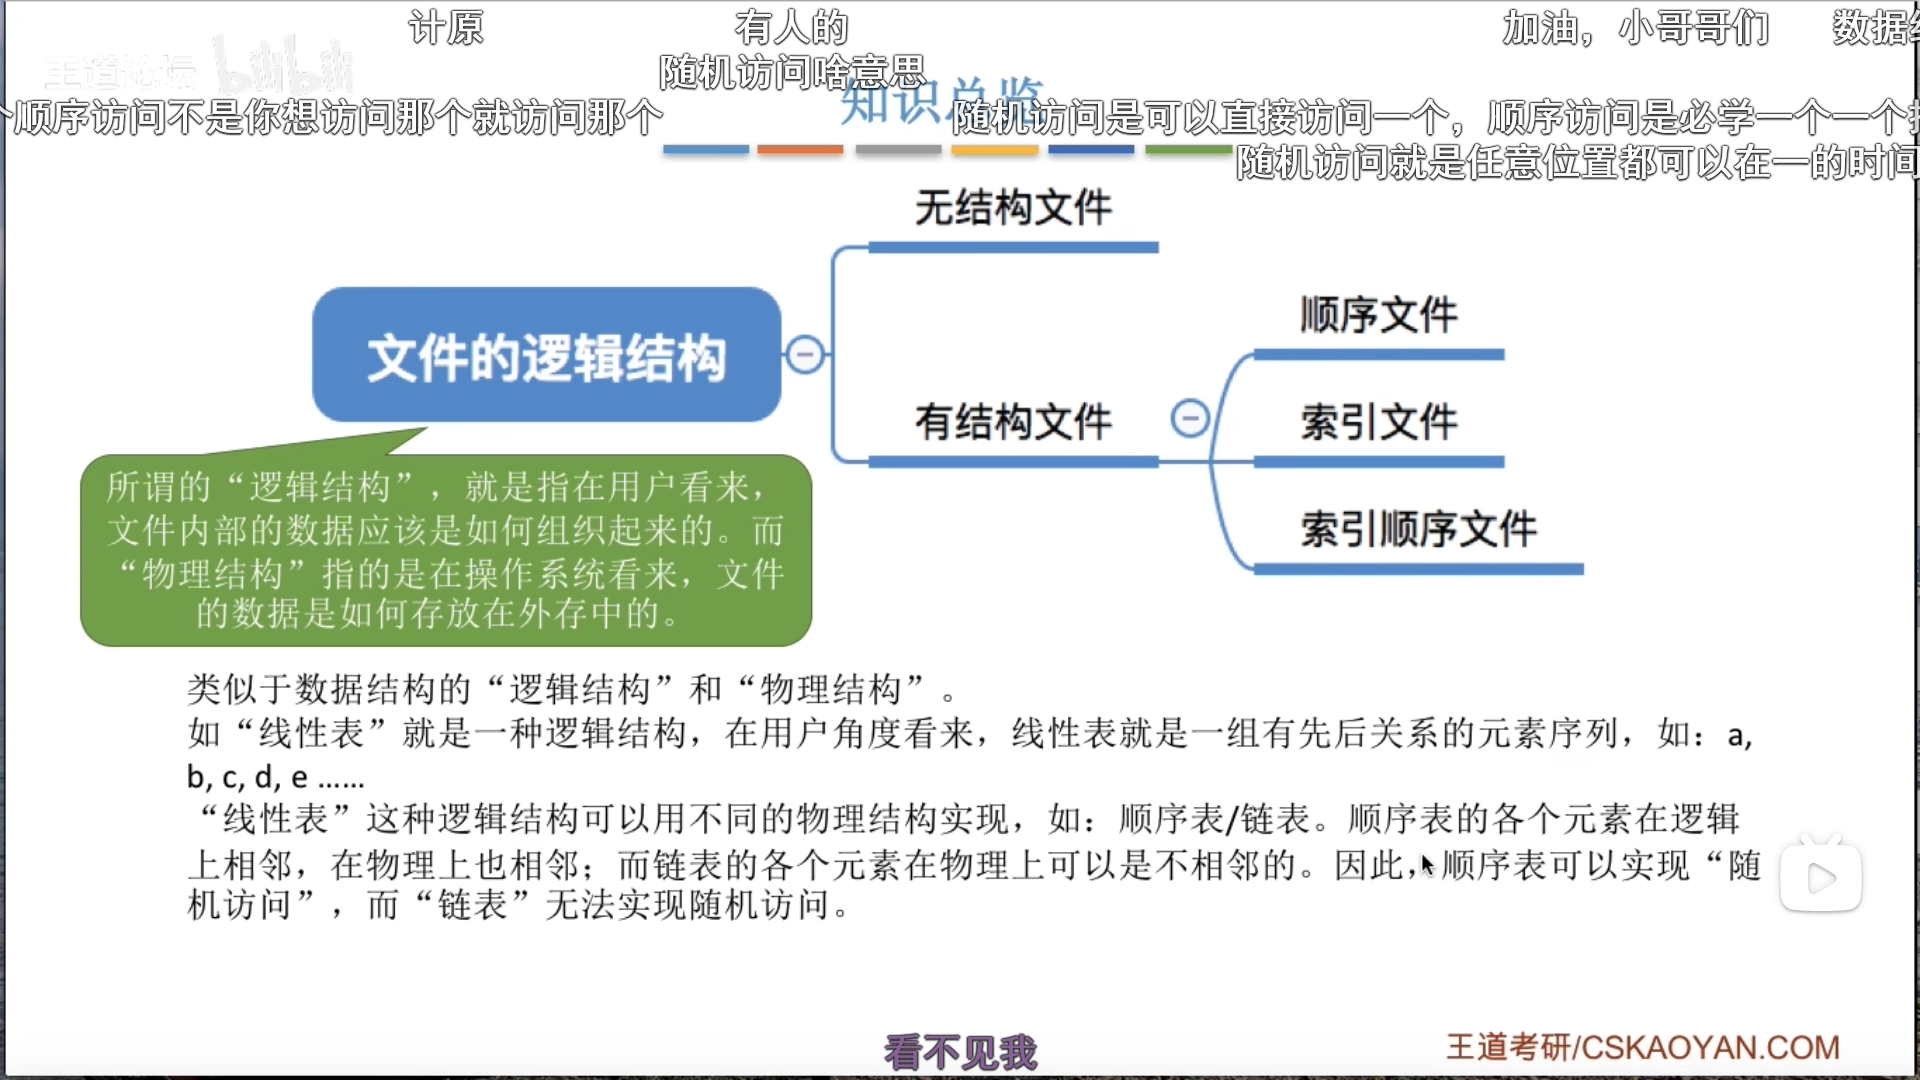 计原
有人的
加油，小哥哥们
数据
王道论坛 bilibili
随机访问啥意思
知识总览
顺序访问不是你想访问那个就访问那个
随机访问是可以直接访问一个，顺序访问是必学一个一个
随机访问就是任意位置都可以在一的时间
无结构文件
文件的逻辑结构
顺序文件
有结构文件
索引文件
索引顺序文件
所谓的“逻辑结构”，就是指在用户看来，
文件内部的数据应该是如何组织起来的。而
“物理结构”指的是在操作系统看来，文件
的数据是如何存放在外存中的。
类似于数据结构的“逻辑结构”和“物理结构”。
如“线性表”就是一种逻辑结构，在用户角度看来，线性表就是一组有先后关系的元素序列，如：a,
b, c, d, e ……
“线性表”这种逻辑结构可以用不同的物理结构实现，如：顺序表/链表。顺序表的各个元素在逻辑
上相邻，在物理上也相邻；而链表的各个元素在物理上可以是不相邻的。因此，顺序表可以实现“随
机访问”，而“链表”无法实现随机访问。
看不见我
王道考研/CSKAOYAN.COM